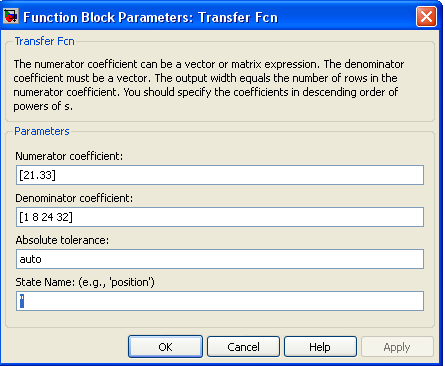 Function Block Parameters: Transfer Fcn
Transfer Fcn
The numerator coefficient can be a vector or matrix expression. The denominator
coefficient must be a vector. The output width equals the number of rows in the
numerator coefficient. You should specify the coefficients in descending order of
powers of s.
Parameters
Numerator coefficient:
[21.33]
Denominator coefficient:
[1 8 24 32]
Absolute tolerance:
auto
State Name: (e.g., 'position')
''
OK Cancel Help Apply